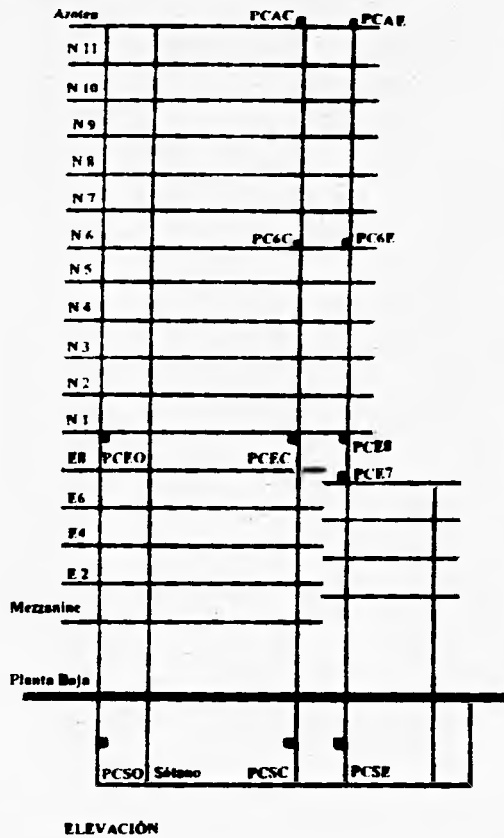 Azotea PCAC PCAE
N 11
N 10
N 9
N 8
N 7
N 6 PC6C PC6E
N 5
N 4
N 3
N 2
N 1
E8 PCEO PCEC PCE8
PCE7
E6
E4
E 2
Mezzanine
Planta Baja
PCSO Sótano PCSC PCSE
ELEVACIÓN